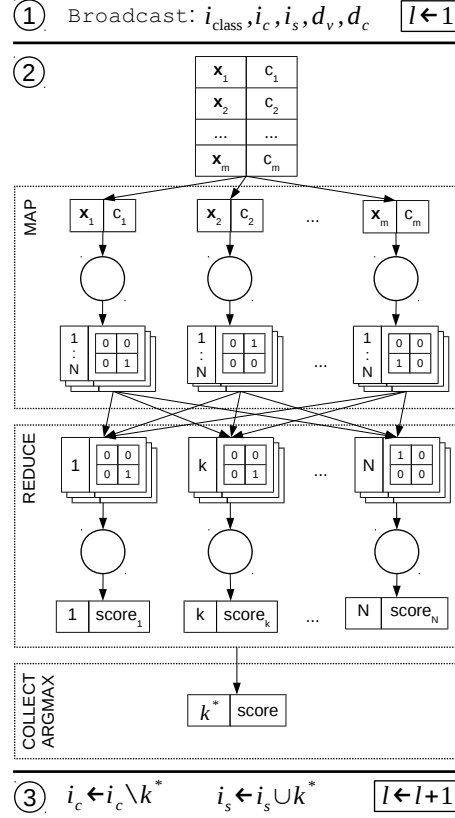 ① Broadcast: i_class, i_c, i_s, d_v, d_c l ← 1
②
x_1 c_1
x_2 c_2
... ...
x_m c_m
MAP
x_1 c_1 x_2 c_2 ... x_m c_m
1 : N 0 0 0 1
1 : N 0 1 0 0
...
1 : N 0 0 1 0
REDUCE
1 0 0 0 1
k 0 0 0 1
...
N 1 0 0 0
1 score_1 k score_k ... N score_N
COLLECT
ARGMAX
k* score
③ i_c ← i_c \ k* i_s ← i_s ∪ k* l ← l+1